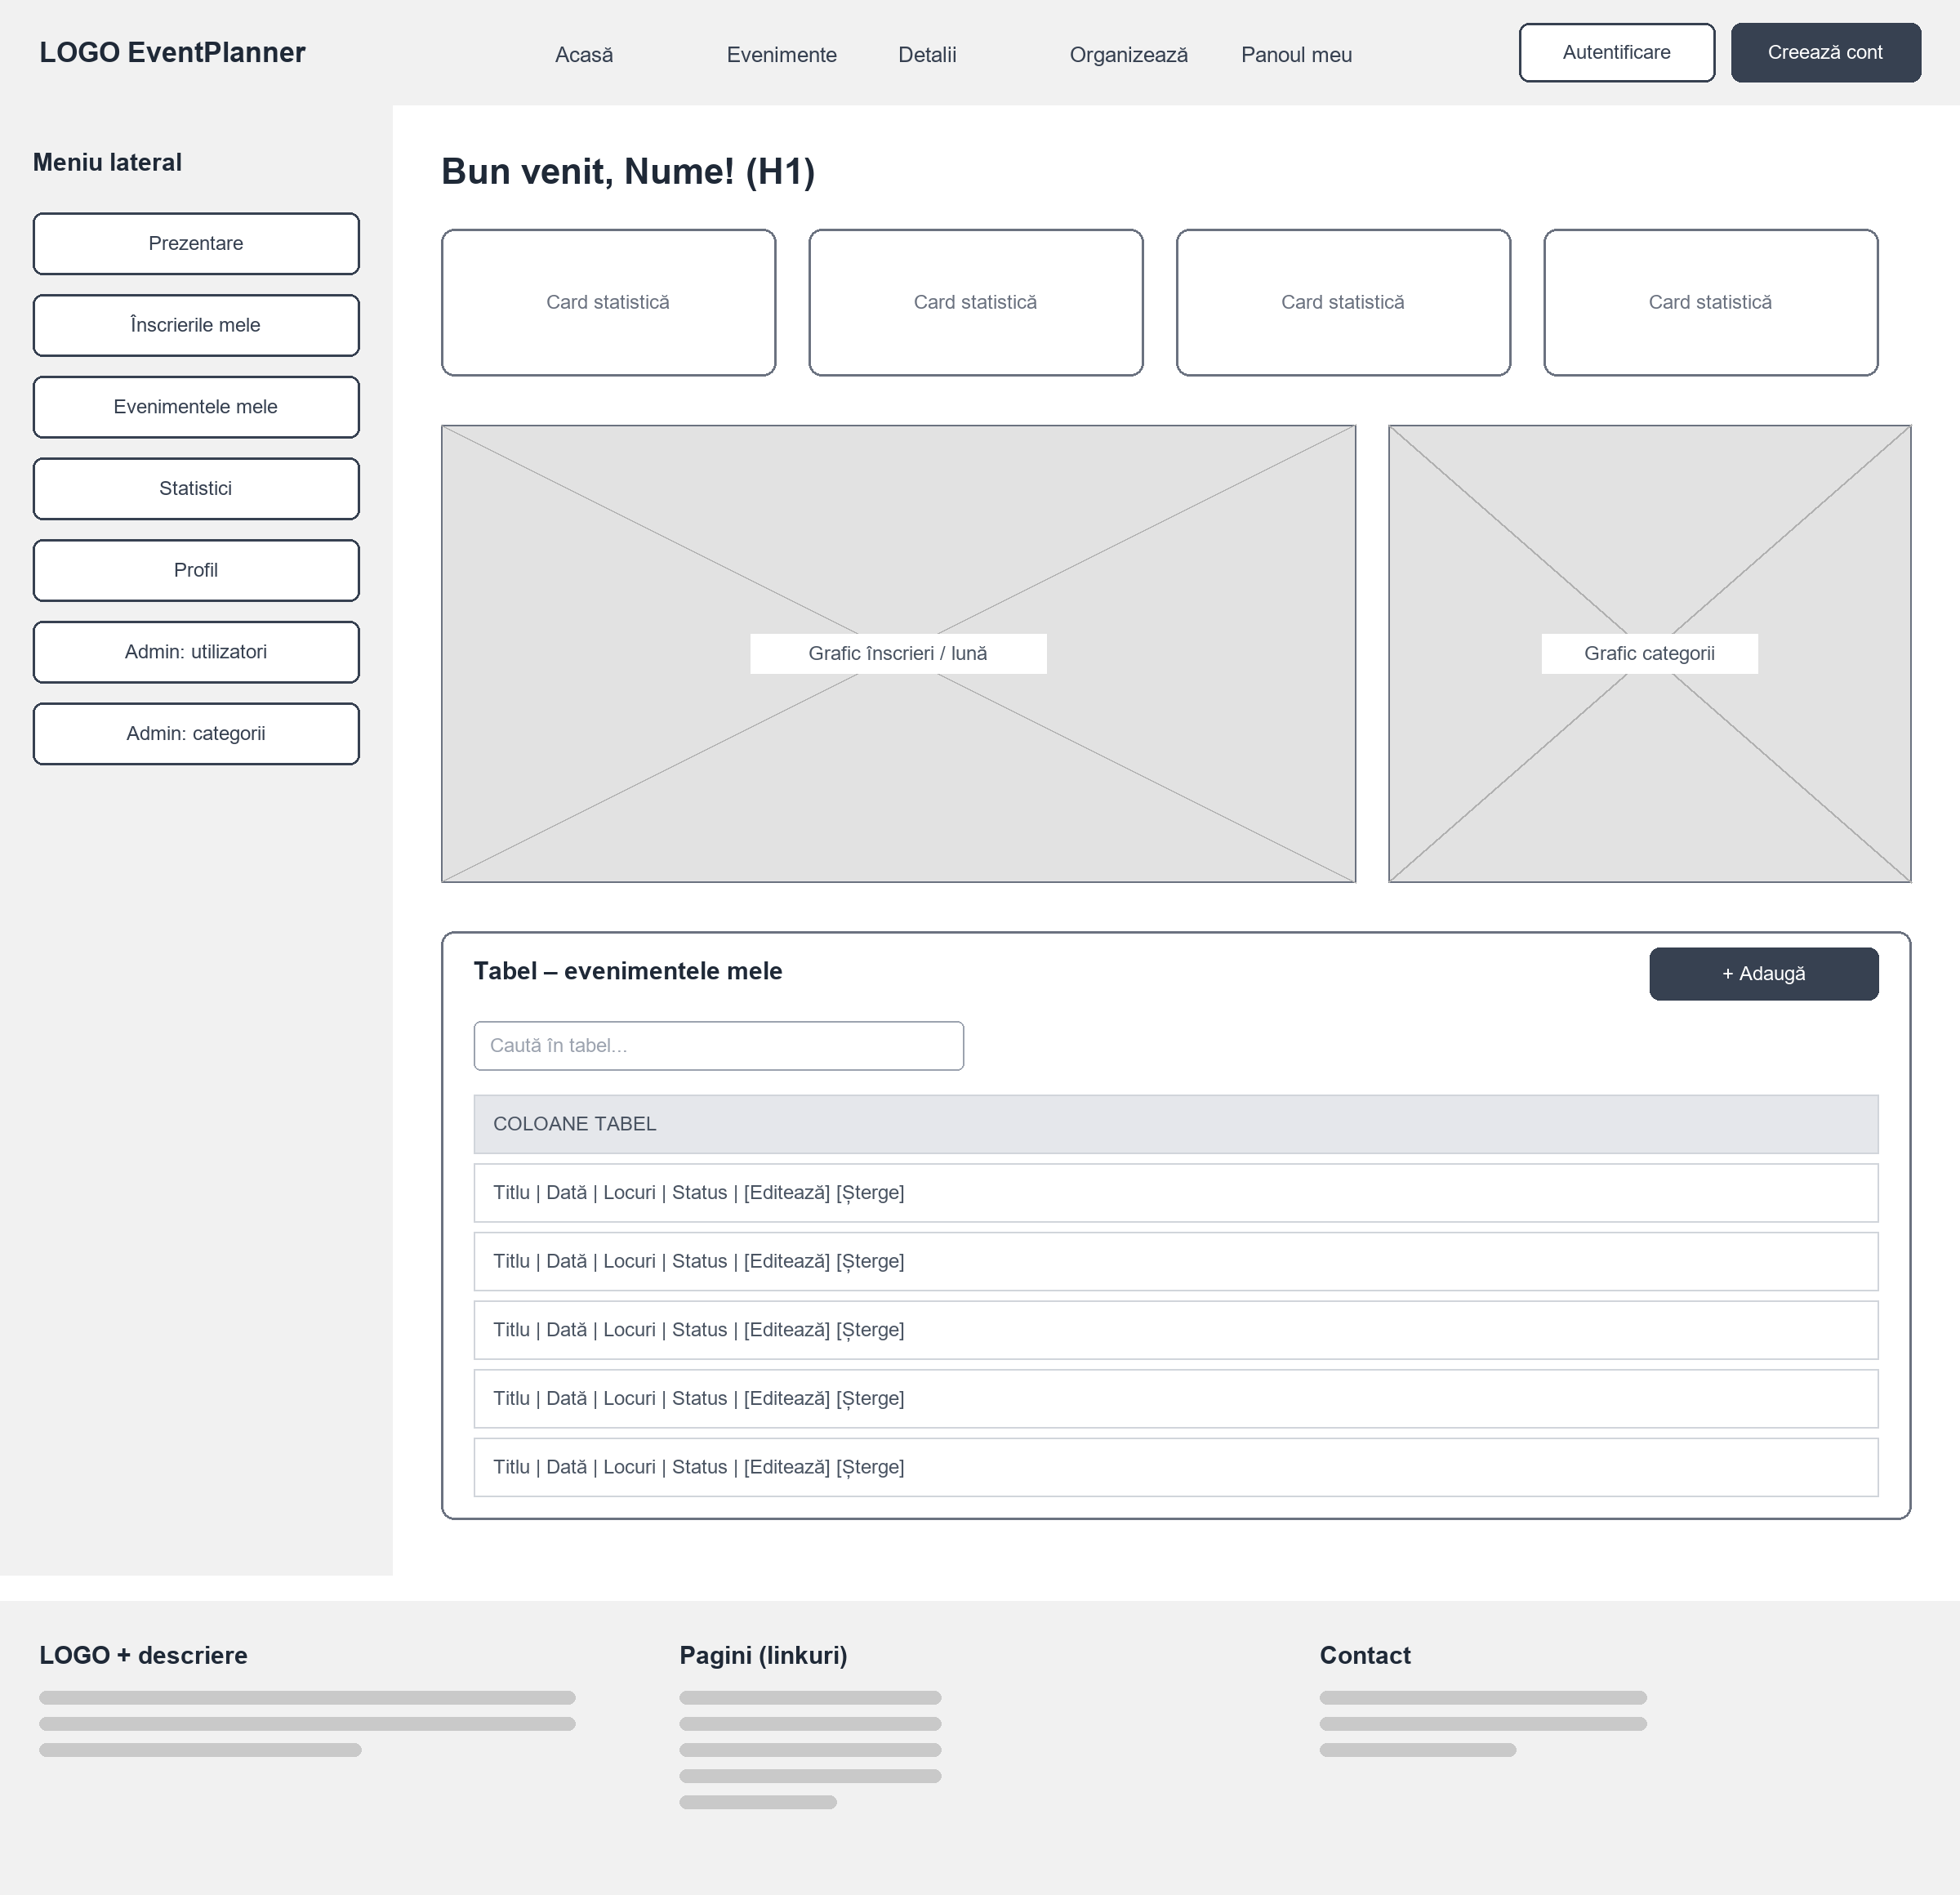 LOGO EventPlanner
Acasă
Evenimente
Detalii
Organizează
Panoul meu
Autentificare
Creează cont
Meniu lateral
Prezentare
Înscrierile mele
Evenimentele mele
Statistici
Profil
Admin: utilizatori
Admin: categorii
Bun venit, Nume! (H1)
Card statistică
Card statistică
Card statistică
Card statistică
Grafic înscrieri / lună
Grafic categorii
Tabel – evenimentele mele
+ Adaugă
Caută în tabel...
COLOANE TABEL
Titlu | Dată | Locuri | Status | [Editează] [Șterge]
Titlu | Dată | Locuri | Status | [Editează] [Șterge]
Titlu | Dată | Locuri | Status | [Editează] [Șterge]
Titlu | Dată | Locuri | Status | [Editează] [Șterge]
Titlu | Dată | Locuri | Status | [Editează] [Șterge]
LOGO + descriere
Pagini (linkuri)
Contact